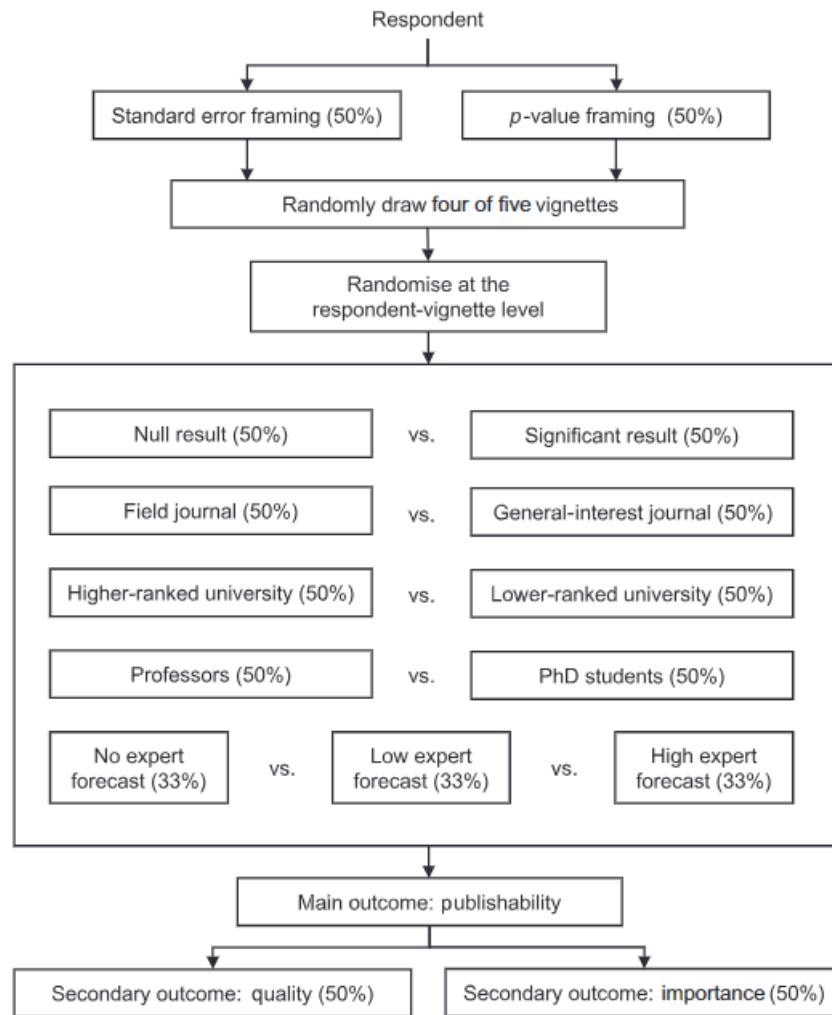 Respondent
Standard error framing (50%)
p-value framing (50%)
Randomly draw four of five vignettes
Randomise at the
respondent-vignette level
Null result (50%)
vs.
Significant result (50%)
Field journal (50%)
vs.
General-interest journal (50%)
Higher-ranked university (50%)
vs.
Lower-ranked university (50%)
Professors (50%)
vs.
PhD students (50%)
No expert
forecast (33%)
vs.
Low expert
forecast (33%)
vs.
High expert
forecast (33%)
Main outcome: publishability
Secondary outcome: quality (50%)
Secondary outcome: importance (50%)